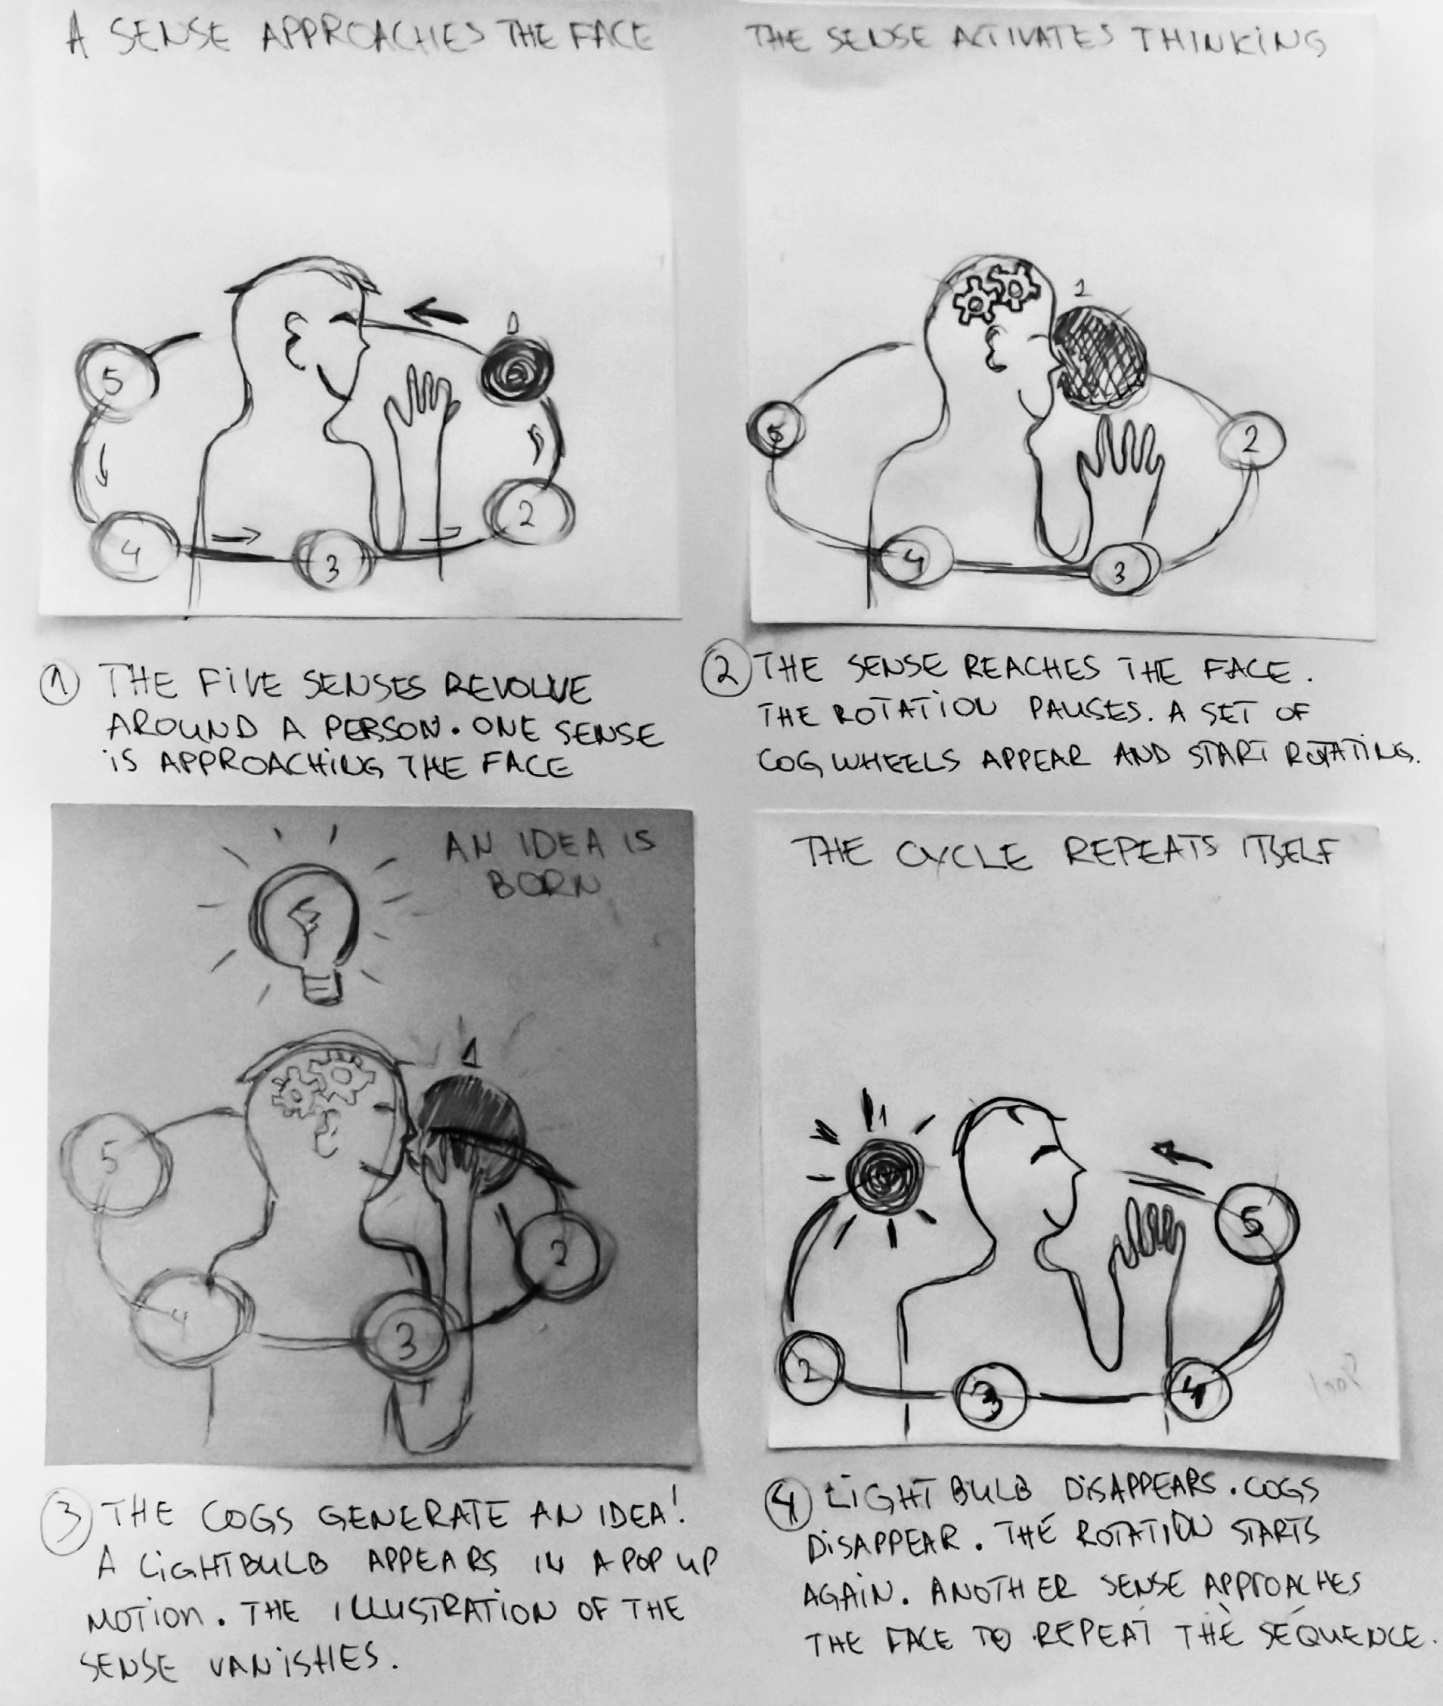 A SENSE APPROACHES THE FACE
1
5
2
4
3
① THE FIVE SENSES REVOLVE
AROUND A PERSON. ONE SENSE
IS APPROACHING THE FACE
THE SENSE ACTIVATES THINKING
1
5
2
4
3
② THE SENSE REACHES THE FACE.
THE ROTATION PAUSES. A SET OF
COGWHEELS APPEAR AND START ROTATING.
AN IDEA IS
BORN
1
5
2
4
3
③ THE COGS GENERATE AN IDEA!
A LIGHTBULB APPEARS IN A POP UP
MOTION. THE ILLUSTRATION OF THE
SENSE VANISHES.
THE CYCLE REPEATS ITSELF
1
5
2
3
4
④ LIGHT BULB DISAPPEARS. COGS
DISAPPEAR. THE ROTATION STARTS
AGAIN. ANOTHER SENSE APPROACHES
THE FACE TO REPEAT THE SEQUENCE.